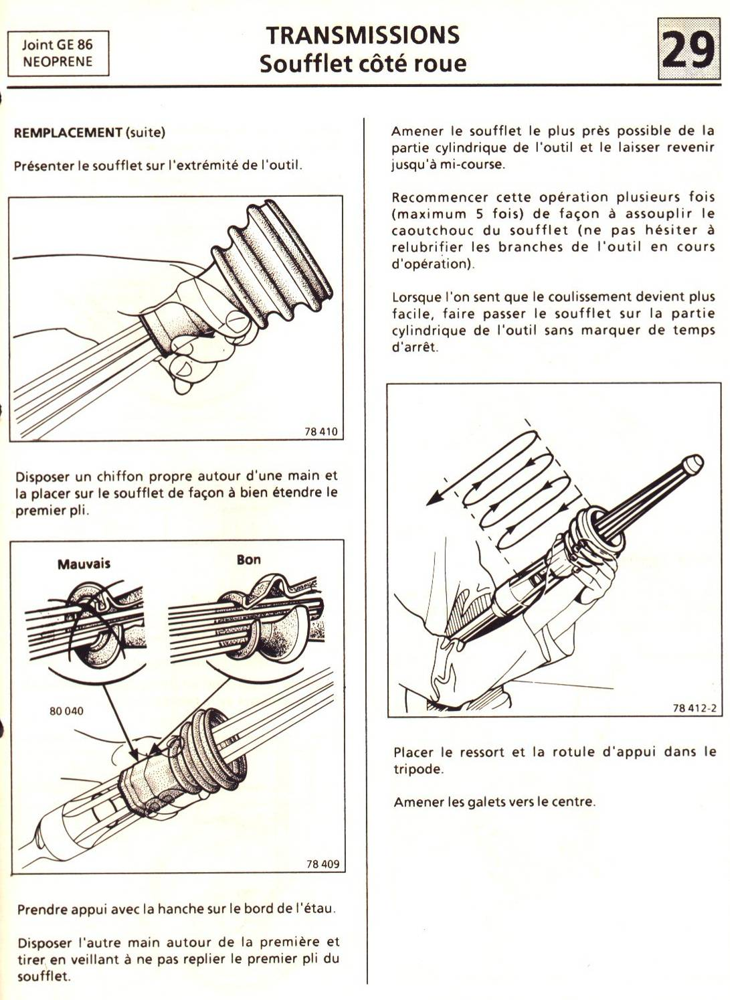 Joint GE 86
NEOPRENE
TRANSMISSIONS
Soufflet côté roue
29
REMPLACEMENT (suite)
Présenter le soufflet sur l'extrémité de l'outil.
78 410
Disposer un chiffon propre autour d'une main et
la placer sur le soufflet de façon à bien étendre le
premier pli.
Mauvais
Bon
80 040
78 409
Prendre appui avec la hanche sur le bord de l'étau.
Disposer l'autre main autour de la première et
tirer en veillant à ne pas replier le premier pli du
soufflet.
Amener le soufflet le plus près possible de la
partie cylindrique de l'outil et le laisser revenir
jusqu'à mi-course.
Recommencer cette opération plusieurs fois
(maximum 5 fois) de façon à assouplir le
caoutchouc du soufflet (ne pas hésiter à
relubrifier les branches de l'outil en cours
d'opération).
Lorsque l'on sent que le coulissement devient plus
facile, faire passer le soufflet sur la partie
cylindrique de l'outil sans marquer de temps
d'arrêt.
78 412-2
Placer le ressort et la rotule d'appui dans le
tripode.
Amener les galets vers le centre.